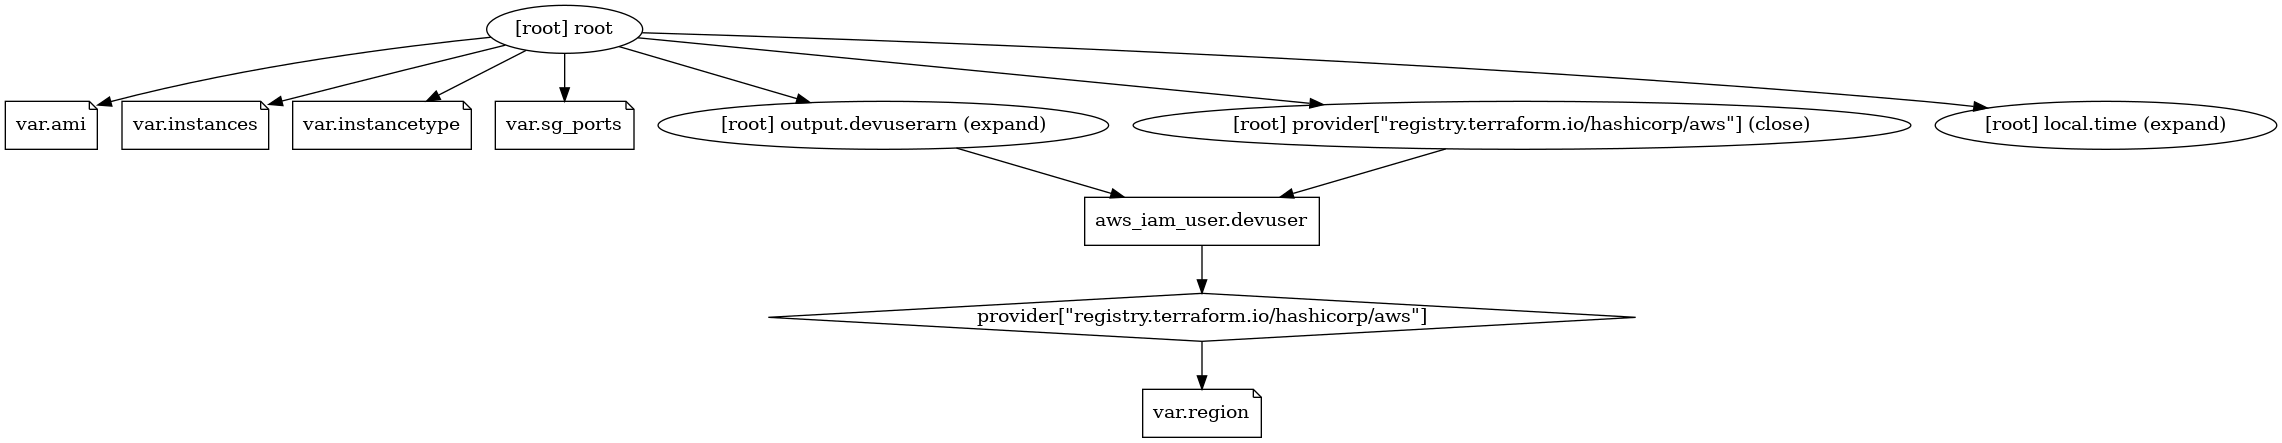 [root] root
var.ami
var.instances
var.instancetype
var.sg_ports
[root] output.devuserarn (expand)
[root] provider["registry.terraform.io/hashicorp/aws"] (close)
[root] local.time (expand)
aws_iam_user.devuser
provider["registry.terraform.io/hashicorp/aws"]
var.region